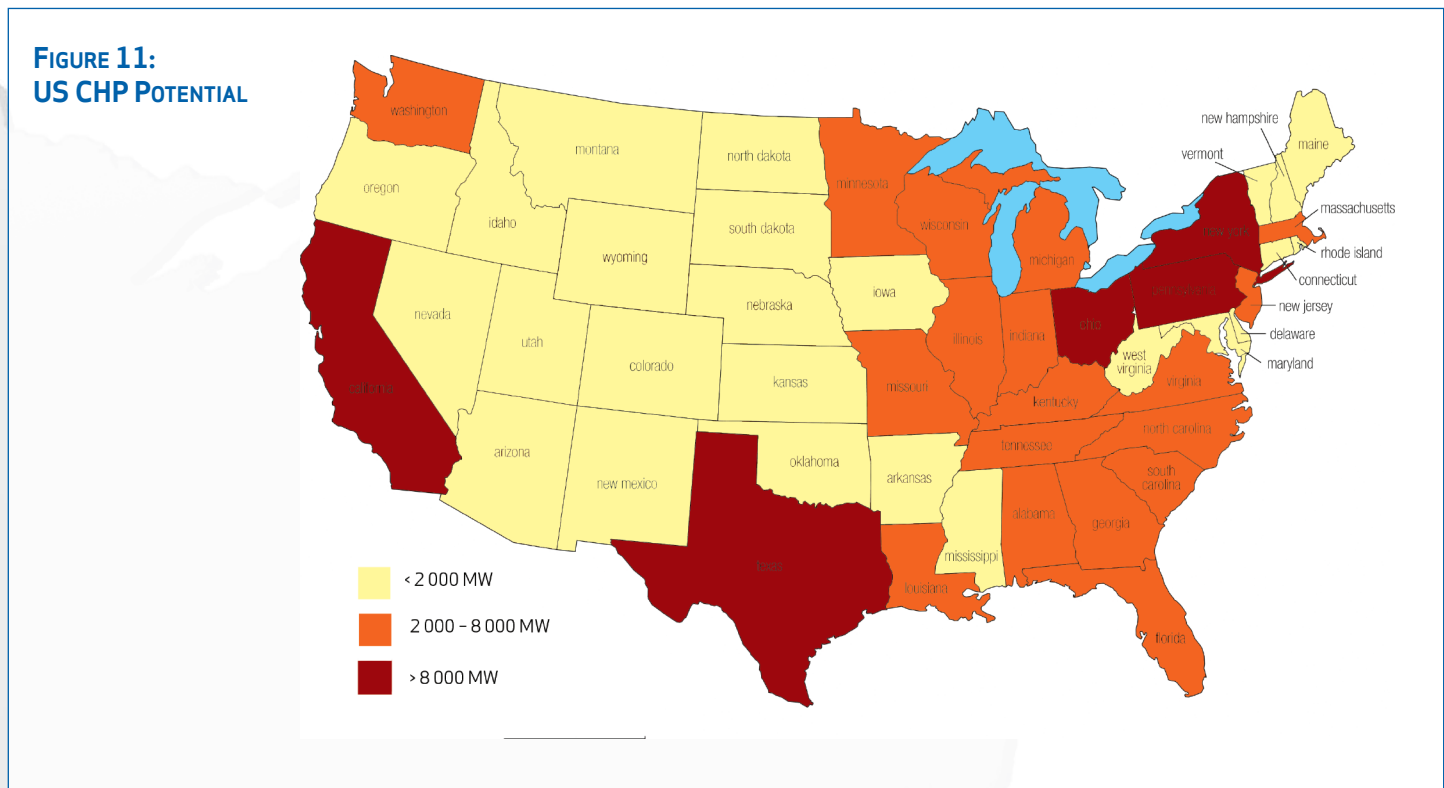 FIGURE 11:
US CHP POTENTIAL
washington
oregon
idaho
montana
north dakota
south dakota
wyoming
nebraska
minnesota
wisconsin
michigan
iowa
nevada
utah
colorado
kansas
california
arizona
new mexico
oklahoma
texas
missouri
illinois
indiana
ohio
kentucky
tennessee
arkansas
louisiana
mississippi
alabama
georgia
florida
south
carolina
north carolina
virginia
west
virginia
pennsylvania
new york
vermont
new hampshire
maine
massachusetts
rhode island
connecticut
new jersey
delaware
maryland
< 2 000 MW
2 000 – 8 000 MW
> 8 000 MW